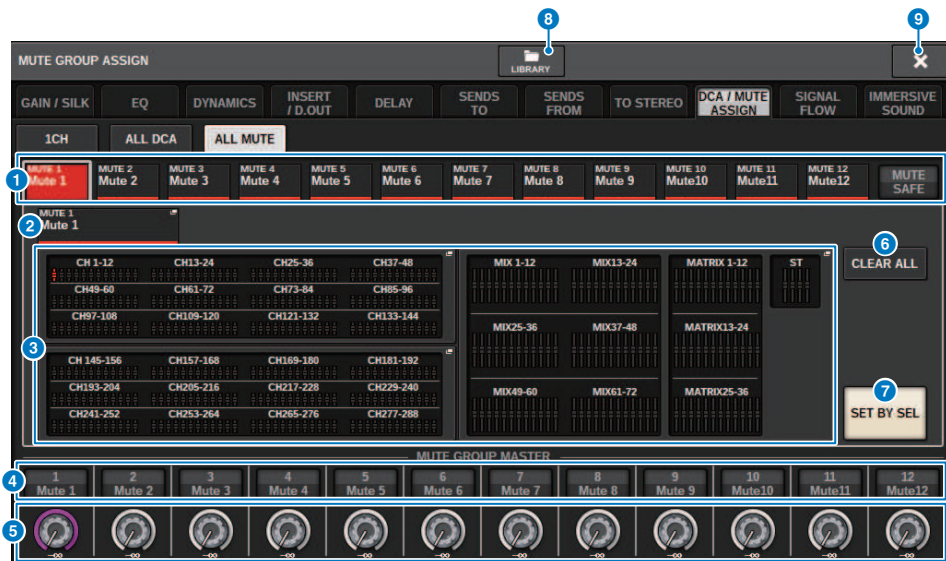 8
9
MUTE GROUP ASSIGN
LIBRARY
GAIN / SILK
EQ
DYNAMICS
INSERT
/ D.OUT
DELAY
SENDS
TO
SENDS
FROM
TO STEREO
DCA / MUTE
ASSIGN
SIGNAL
FLOW
IMMERSIVE
SOUND
1CH
ALL DCA
ALL MUTE
1
MUTE 1
Mute 1
MUTE 2
Mute 2
MUTE 3
Mute 3
MUTE 4
Mute 4
MUTE 5
Mute 5
MUTE 6
Mute 6
MUTE 7
Mute 7
MUTE 8
Mute 8
MUTE 9
Mute 9
MUTE 10
Mute10
MUTE 11
Mute11
MUTE 12
Mute12
MUTE
SAFE
2
MUTE 1
Mute 1
3
CH 1-12
CH13-24
CH25-36
CH37-48
CH49-60
CH61-72
CH73-84
CH85-96
CH97-108
CH109-120
CH121-132
CH133-144
CH 145-156
CH157-168
CH169-180
CH181-192
CH193-204
CH205-216
CH217-228
CH229-240
CH241-252
CH253-264
CH265-276
CH277-288
MIX 1-12
MIX13-24
MIX25-36
MIX37-48
MIX49-60
MIX61-72
MATRIX 1-12
MATRIX13-24
MATRIX25-36
ST
6
CLEAR ALL
7
SET BY SEL
MUTE GROUP MASTER
4
1
Mute 1
2
Mute 2
3
Mute 3
4
Mute 4
5
Mute 5
6
Mute 6
7
Mute 7
8
Mute 8
9
Mute 9
10
Mute10
11
Mute11
12
Mute12
5
-∞
-∞
-∞
-∞
-∞
-∞
-∞
-∞
-∞
-∞
-∞
-∞